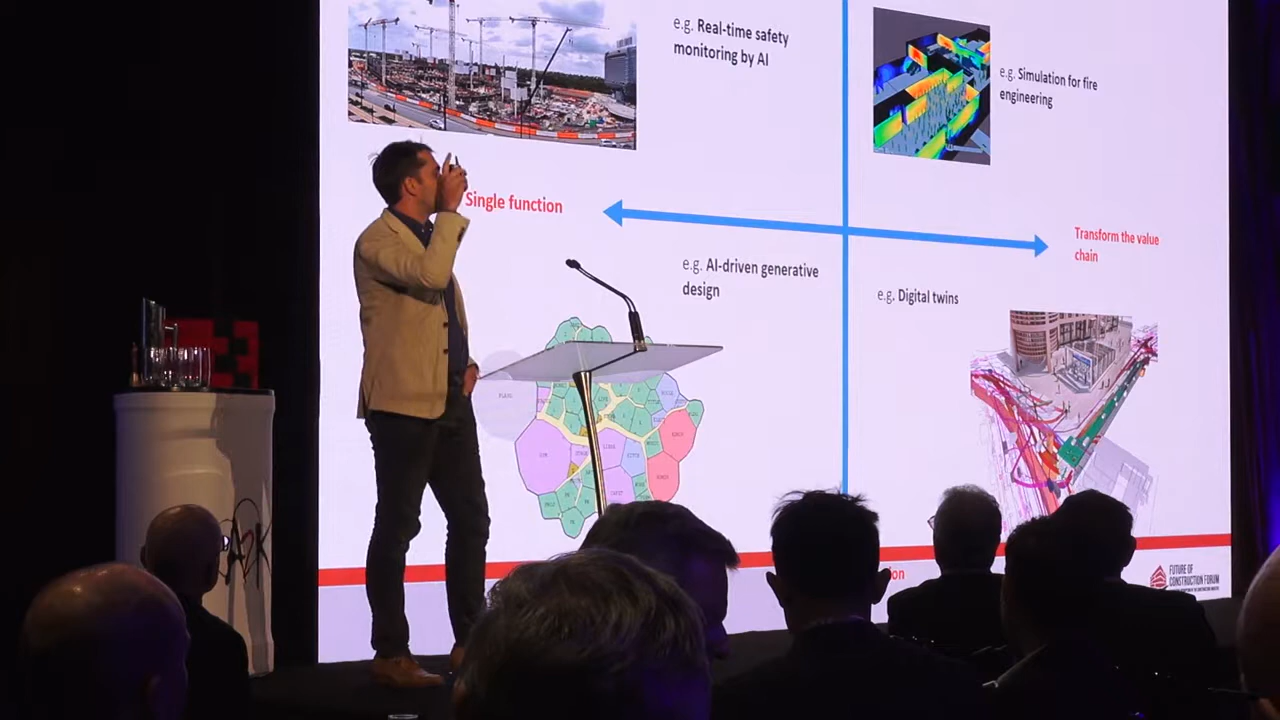 e.g. Real-time safety
monitoring by AI
e.g. Simulation for fire
engineering
Single function
Transform the value
chain
e.g. AI-driven generative
design
e.g. Digital twins
FUTURE OF
CONSTRUCTION FORUM